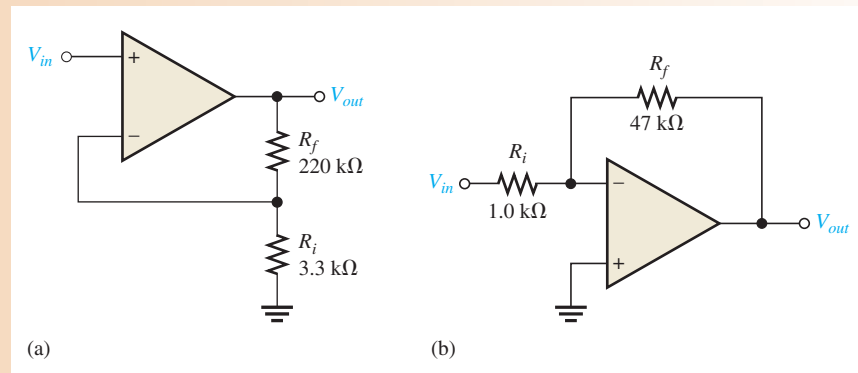 V_in
+
−
V_out
R_f
220 kΩ
R_i
3.3 kΩ
(a)
R_f
47 kΩ
R_i
V_in
1.0 kΩ
−
+
V_out
(b)